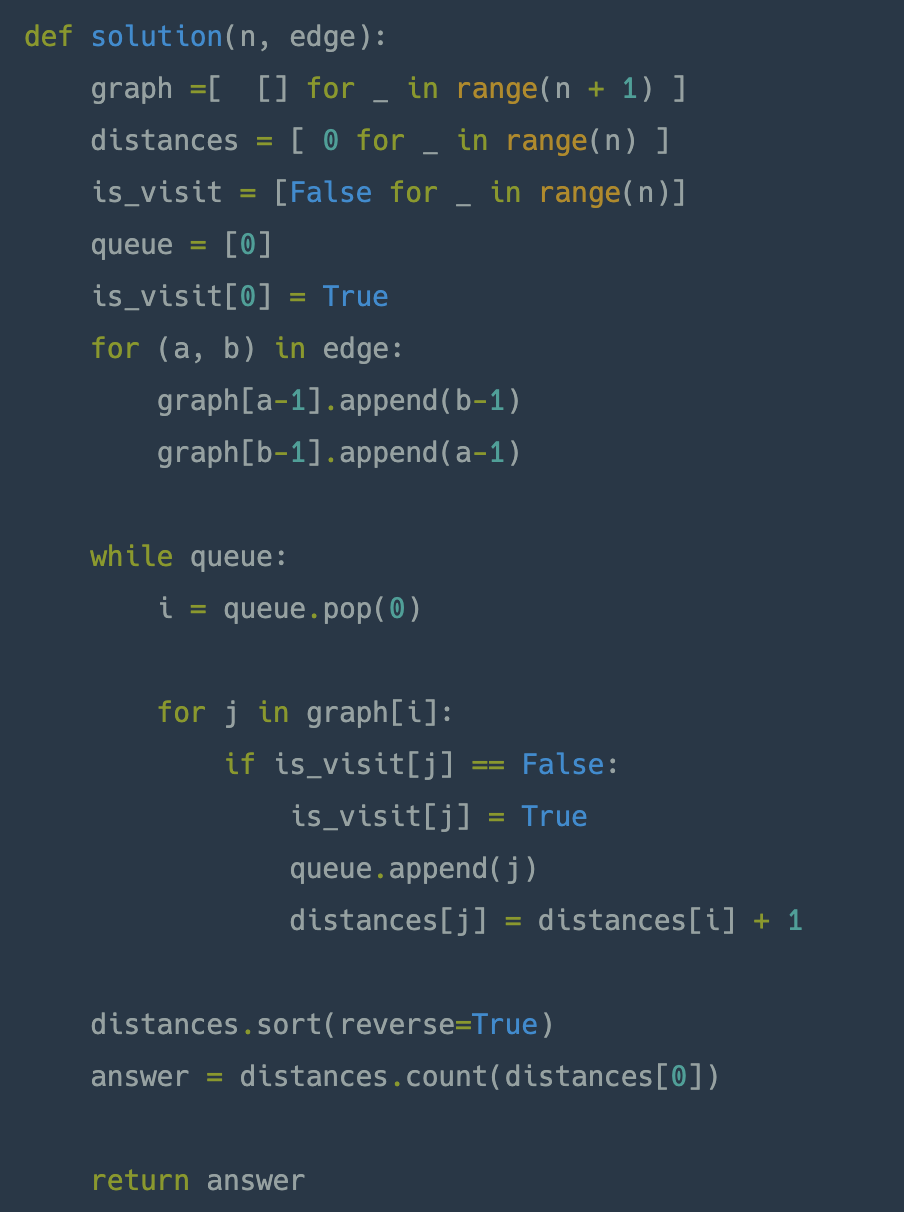 def solution(n, edge):
    graph =[  [] for _ in range(n + 1) ]
    distances = [ 0 for _ in range(n) ]
    is_visit = [False for _ in range(n)]
    queue = [0]
    is_visit[0] = True
    for (a, b) in edge:
        graph[a-1].append(b-1)
        graph[b-1].append(a-1)

    while queue:
        i = queue.pop(0)

        for j in graph[i]:
            if is_visit[j] == False:
                is_visit[j] = True
                queue.append(j)
                distances[j] = distances[i] + 1

    distances.sort(reverse=True)
    answer = distances.count(distances[0])

    return answer